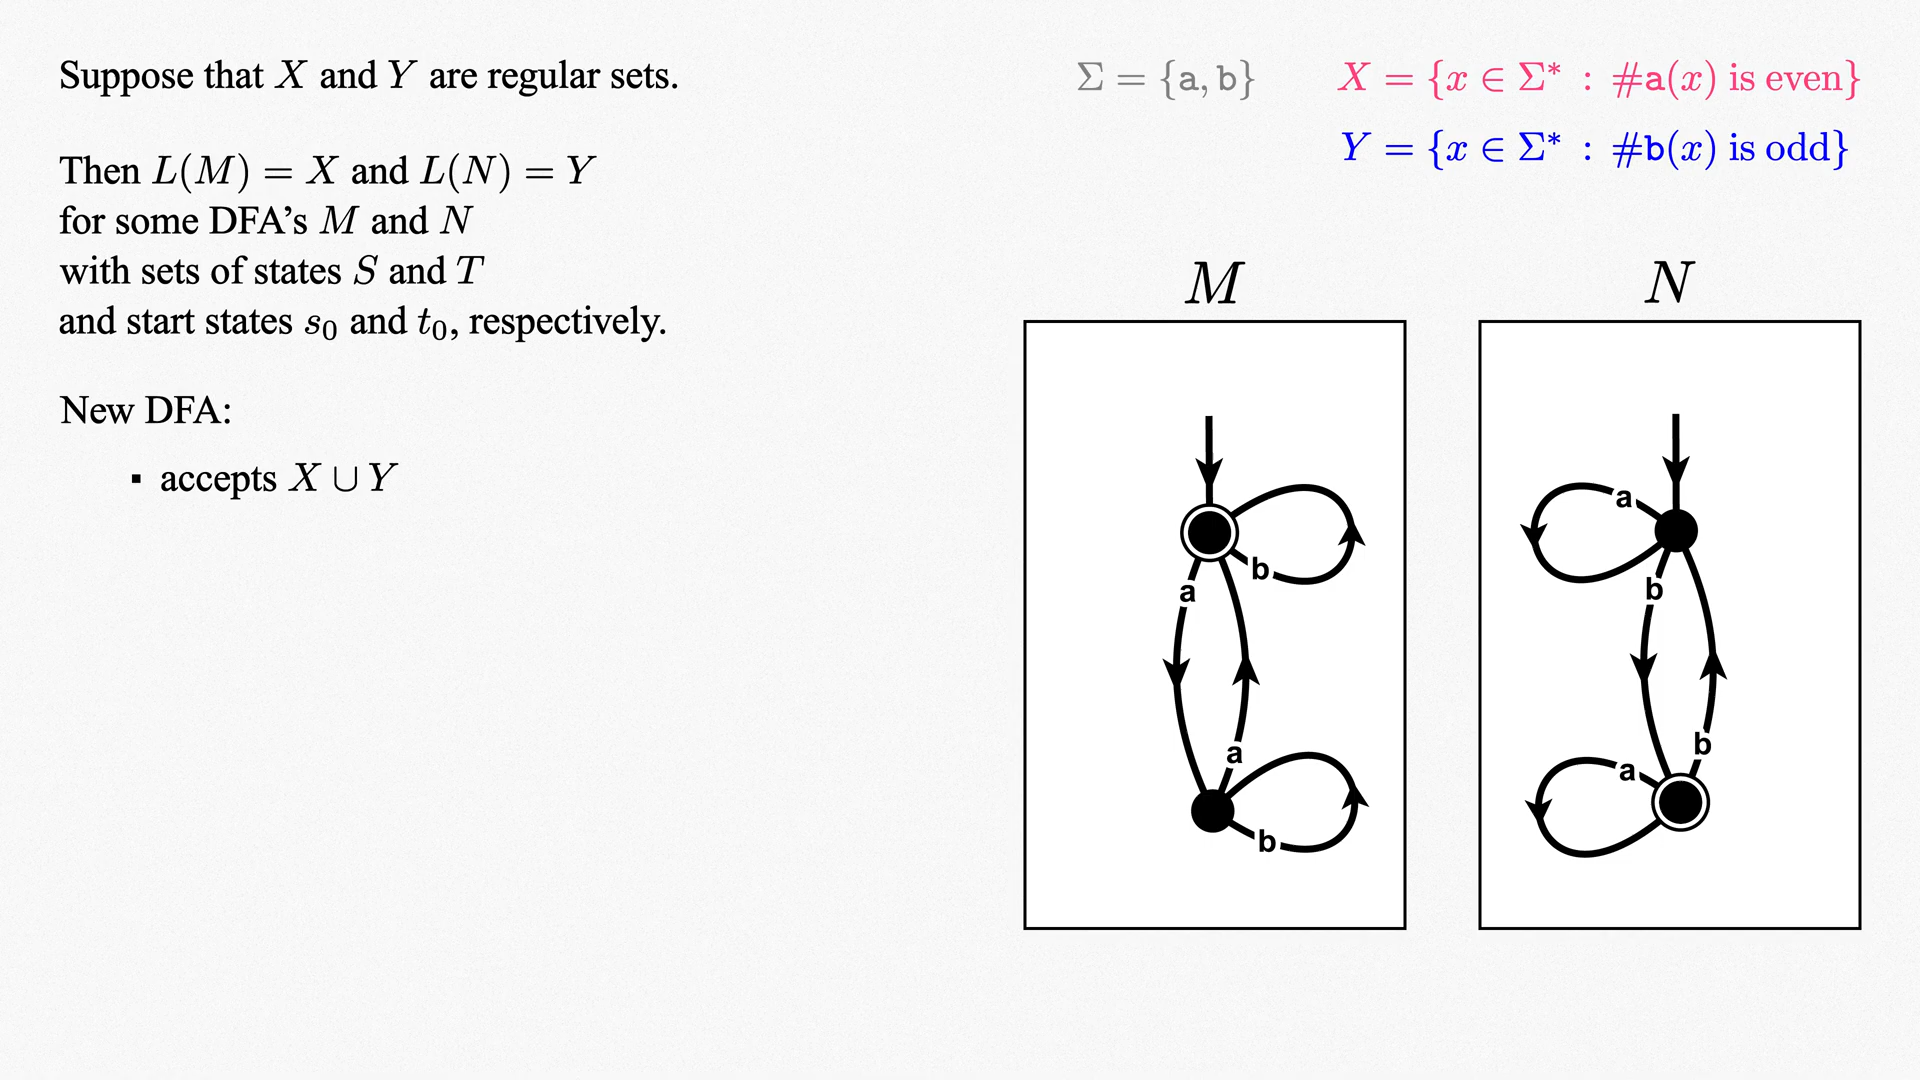 Suppose that X and Y are regular sets.
Then L(M) = X and L(N) = Y
for some DFA’s M and N
with sets of states S and T
and start states s₀ and t₀, respectively.
New DFA:
▪ accepts X ∪ Y
Σ = {a, b}
X = {x ∈ Σ* : #a(x) is even}
Y = {x ∈ Σ* : #b(x) is odd}
M
b
a
a
b
N
a
b
b
a